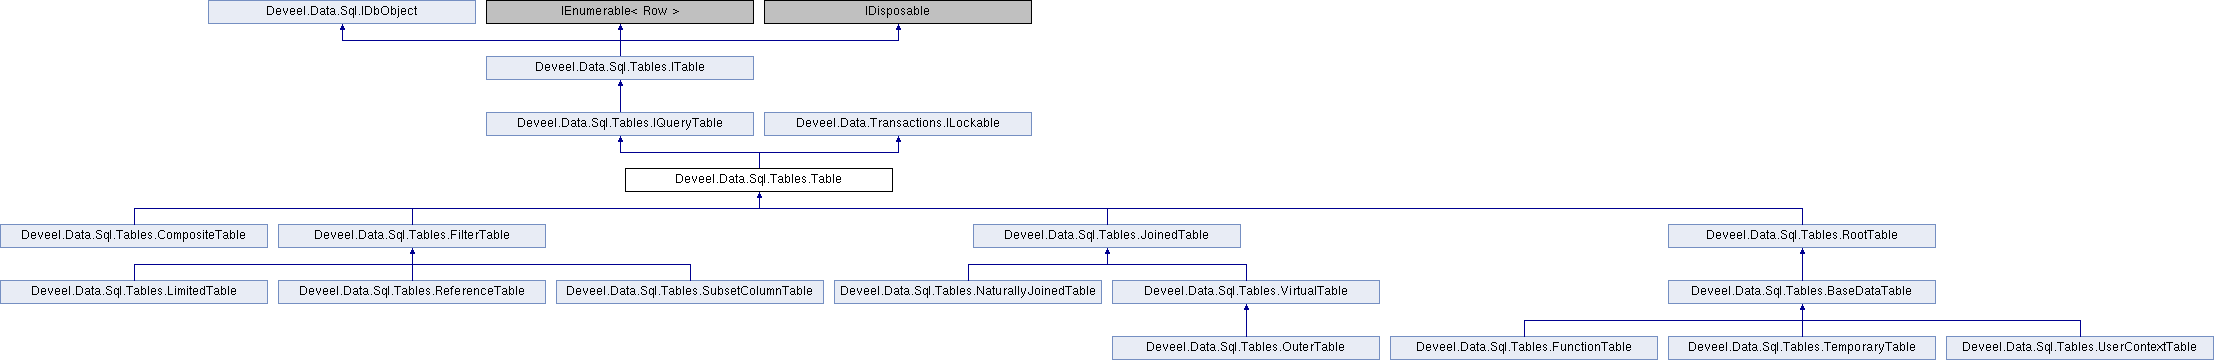 Deveel.Data.Sql.IDbObject
IEnumerable< Row >
IDisposable
Deveel.Data.Sql.Tables.ITable
Deveel.Data.Sql.Tables.IQueryTable
Deveel.Data.Transactions.ILockable
Deveel.Data.Sql.Tables.Table
Deveel.Data.Sql.Tables.CompositeTable
Deveel.Data.Sql.Tables.FilterTable
Deveel.Data.Sql.Tables.JoinedTable
Deveel.Data.Sql.Tables.RootTable
Deveel.Data.Sql.Tables.LimitedTable
Deveel.Data.Sql.Tables.ReferenceTable
Deveel.Data.Sql.Tables.SubsetColumnTable
Deveel.Data.Sql.Tables.NaturallyJoinedTable
Deveel.Data.Sql.Tables.VirtualTable
Deveel.Data.Sql.Tables.BaseDataTable
Deveel.Data.Sql.Tables.OuterTable
Deveel.Data.Sql.Tables.FunctionTable
Deveel.Data.Sql.Tables.TemporaryTable
Deveel.Data.Sql.Tables.UserContextTable